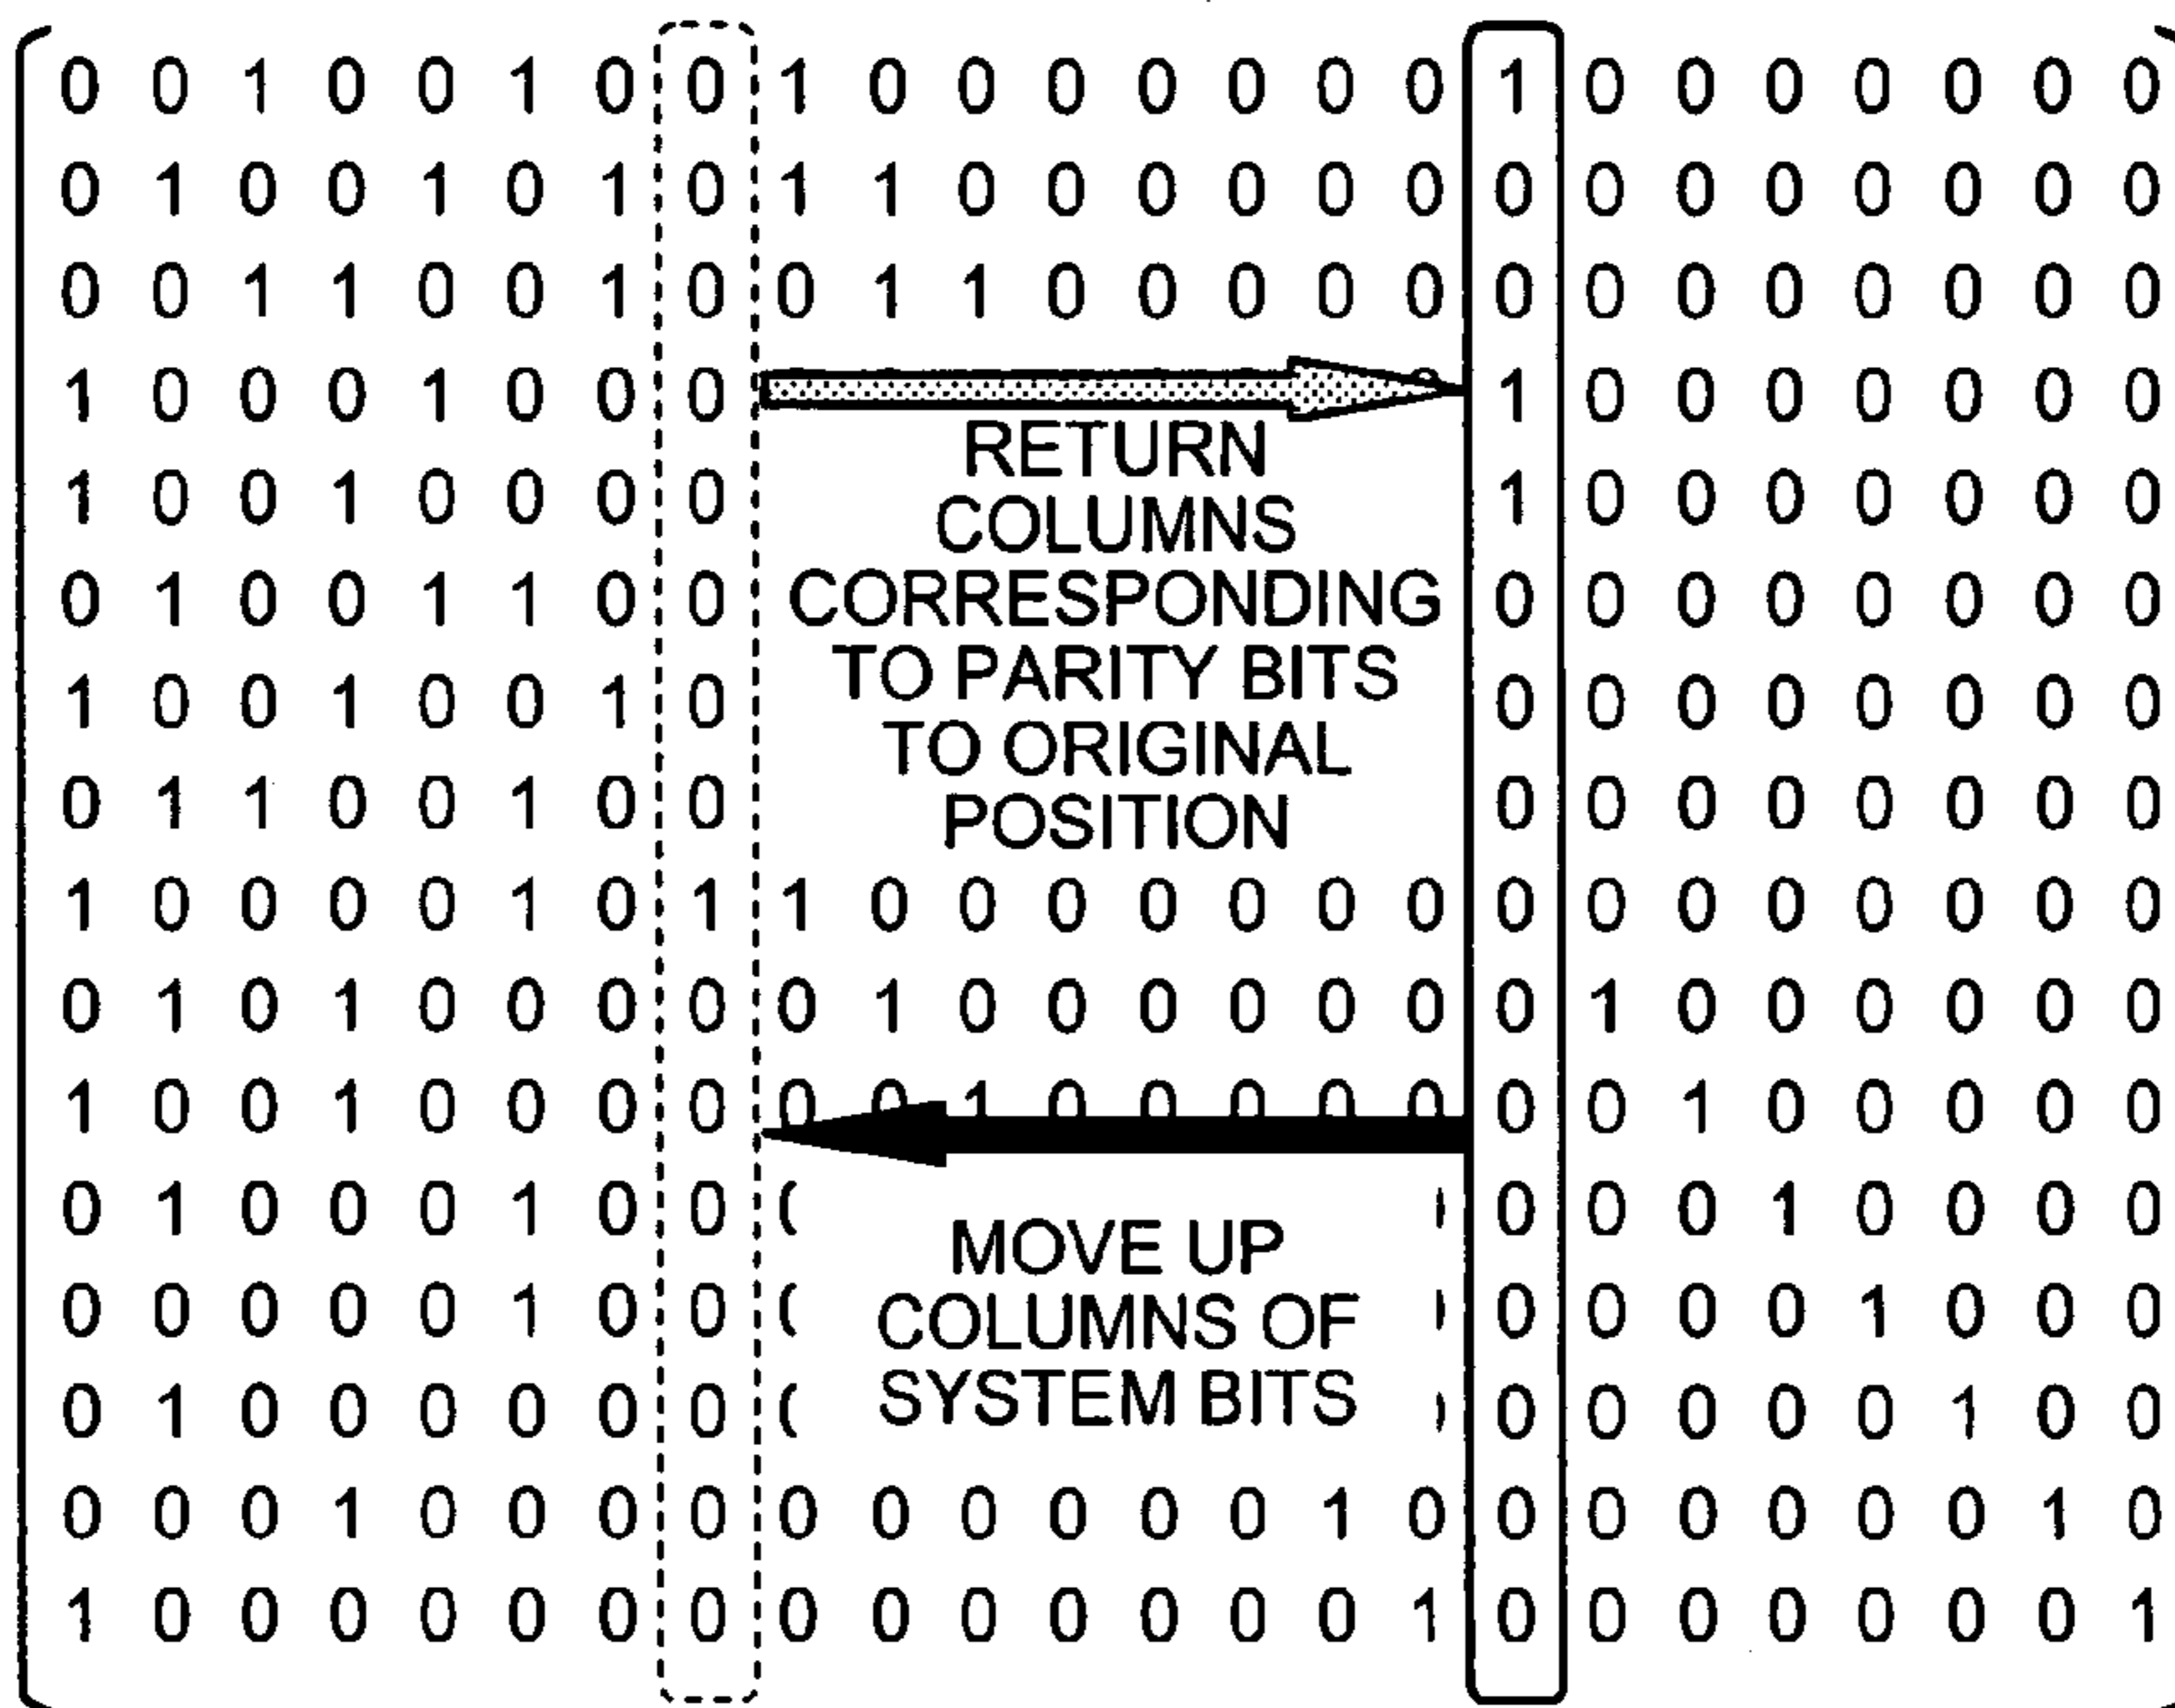 0 0 1 0 0 1 0 0 1 0 0 0 0 0 0 0 1 0 0 0 0 0 0 0
0 1 0 0 1 0 1 0 1 1 0 0 0 0 0 0 0 0 0 0 0 0 0 0
0 0 1 1 0 0 1 0 0 1 1 0 0 0 0 0 0 0 0 0 0 0 0 0
1 0 0 0 1 0 0 0 1 0 0 0 0 0 0 0
RETURN
1 0 0 1 0 0 0 0 COLUMNS 1 0 0 0 0 0 0 0
0 1 0 0 1 1 0 0 CORRESPONDING 0 0 0 0 0 0 0 0
1 0 0 1 0 0 1 0 TO PARITY BITS 0 0 0 0 0 0 0 0
TO ORIGINAL
0 1 1 0 0 1 0 0 POSITION 0 0 0 0 0 0 0 0
1 0 0 0 0 1 0 1 1 0 0 0 0 0 0 0 0 0 0 0 0 0 0 0
0 1 0 1 0 0 0 0 0 1 0 0 0 0 0 0 0 1 0 0 0 0 0 0
1 0 0 1 0 0 0 0 0 0 1 0 0 0 0 0 0 0 1 0 0 0 0 0
0 1 0 0 0 1 0 0 0 0 0 1 0 0 0 0
MOVE UP
0 0 0 0 0 1 0 0 COLUMNS OF 0 0 0 0 1 0 0 0
0 1 0 0 0 0 0 0 SYSTEM BITS 0 0 0 0 0 1 0 0
0 0 0 1 0 0 0 0 0 0 0 0 0 0 1 0 0 0 0 0 0 0 1 0
1 0 0 0 0 0 0 0 0 0 0 0 0 0 0 1 0 0 0 0 0 0 0 1